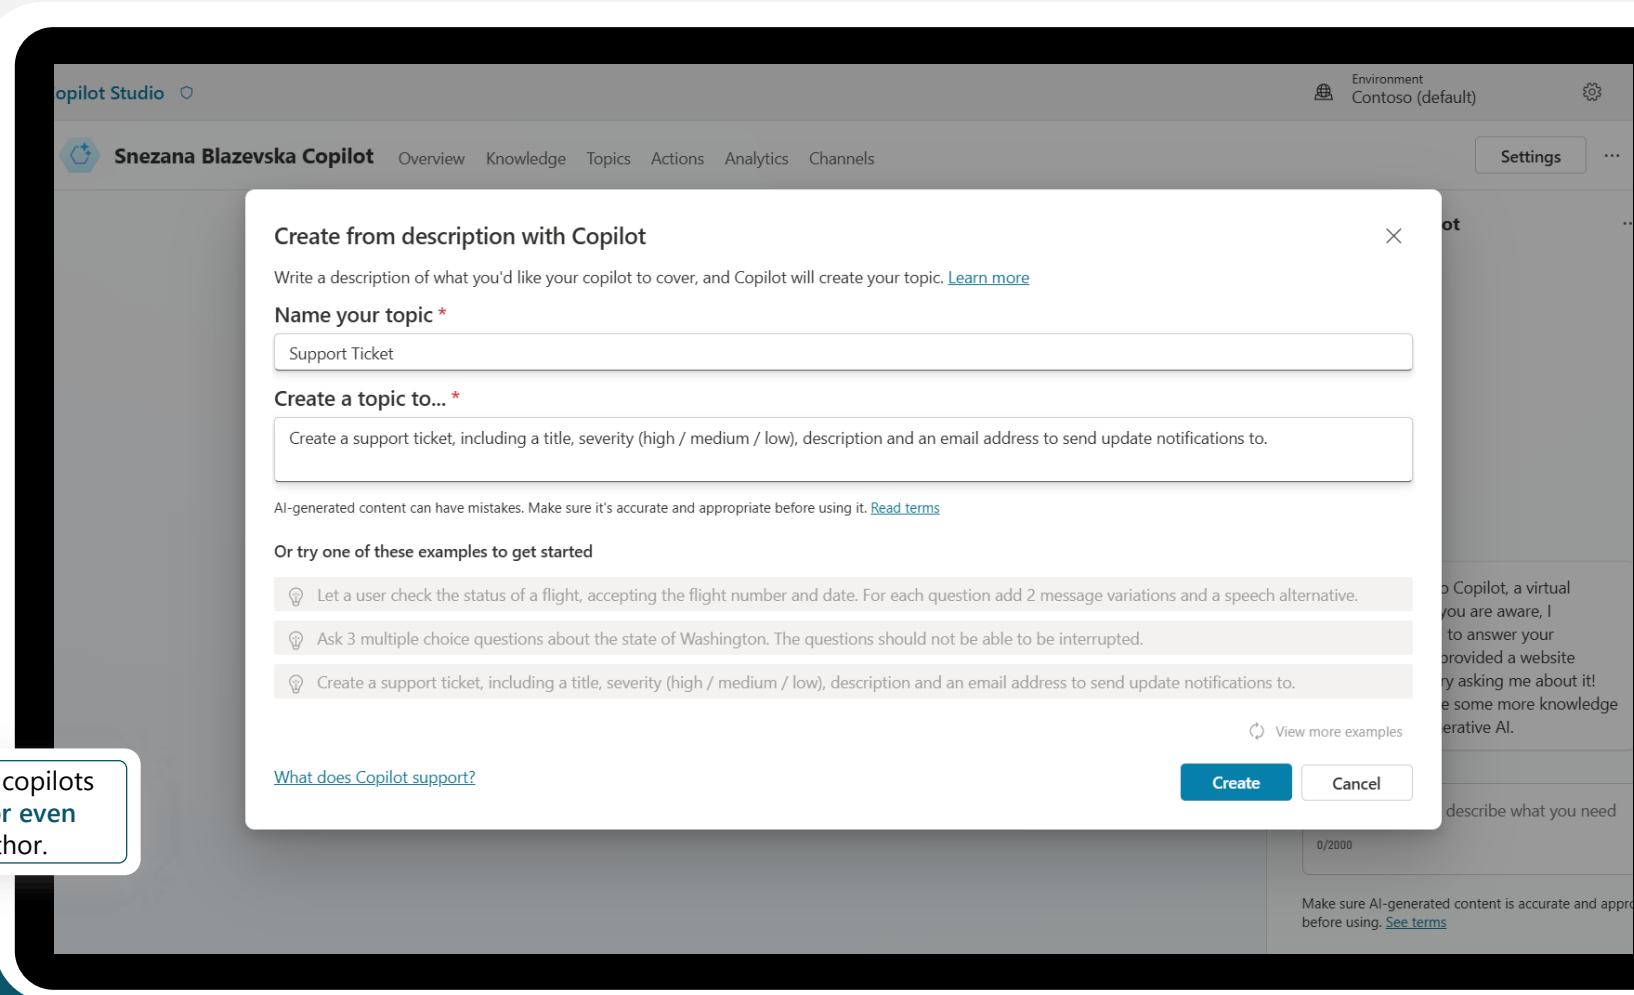 Copilot Studio
Environment
Contoso (default)
Snezana Blazevska Copilot Overview Knowledge Topics Actions Analytics Channels
Settings
Create from description with Copilot
Write a description of what you'd like your copilot to cover, and Copilot will create your topic. Learn more
Name your topic *
Support Ticket
Create a topic to... *
Create a support ticket, including a title, severity (high / medium / low), description and an email address to send update notifications to.
AI-generated content can have mistakes. Make sure it's accurate and appropriate before using it. Read terms
Or try one of these examples to get started
Let a user check the status of a flight, accepting the flight number and date. For each question add 2 message variations and a speech alternative.
Ask 3 multiple choice questions about the state of Washington. The questions should not be able to be interrupted.
Create a support ticket, including a title, severity (high / medium / low), description and an email address to send update notifications to.
View more examples
What does Copilot support?
Create
Cancel
Copilot, a virtual
you are aware, I
to answer your
provided a website
asking me about it!
some more knowledge
AI.
describe what you need
0/2000
Make sure AI-generated content is accurate and
before using. See terms
copilots
even